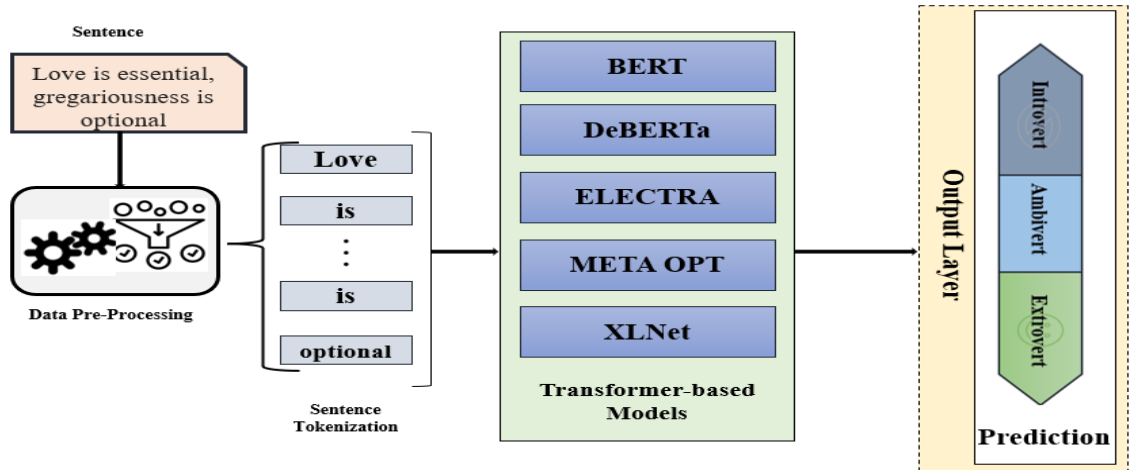 Sentence
Love is essential,
gregariousness is
optional
Data Pre-Processing
Love
is
is
optional
Sentence
Tokenization
BERT
DeBERTa
ELECTRA
META OPT
XLNet
Transformer-based
Models
Output Layer
Introvert
Ambivert
Extrovert
Prediction